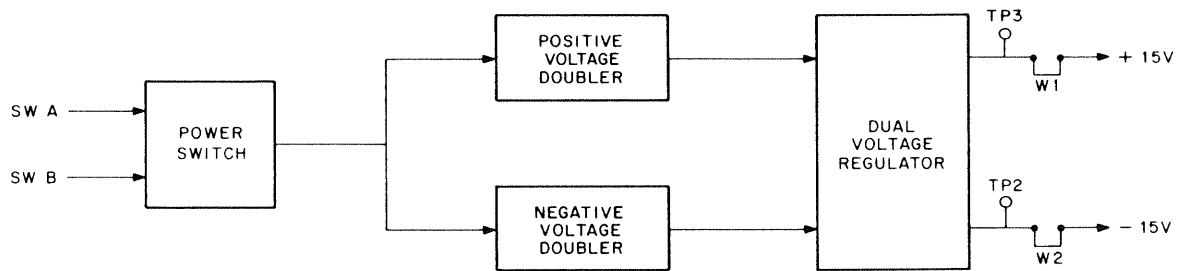 SW A
SW B
POWER
SWITCH
POSITIVE
VOLTAGE
DOUBLER
NEGATIVE
VOLTAGE
DOUBLER
DUAL
VOLTAGE
REGULATOR
TP3
W1
+ 15V
TP2
W2
- 15V